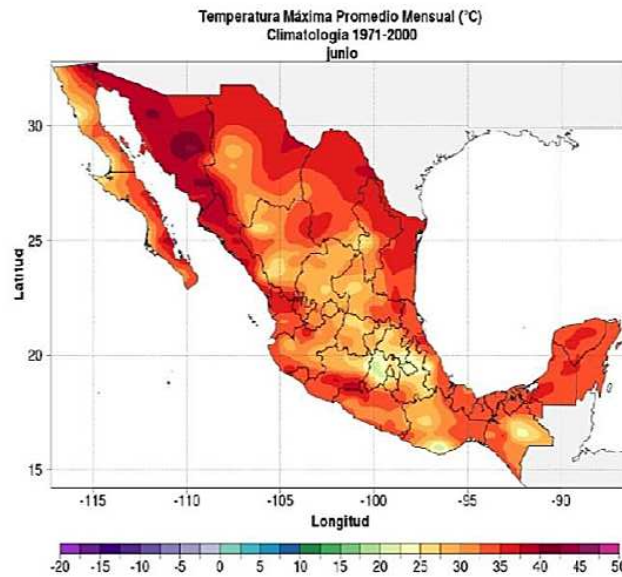 Temperatura Máxima Promedio Mensual (°C)
Climatología 1971-2000
junio
Latitud
30
25
20
15
-115 -110 -105 -100 -95 -90
Longitud
-20 -15 -10 -5 0 5 10 15 20 25 30 35 40 45 50